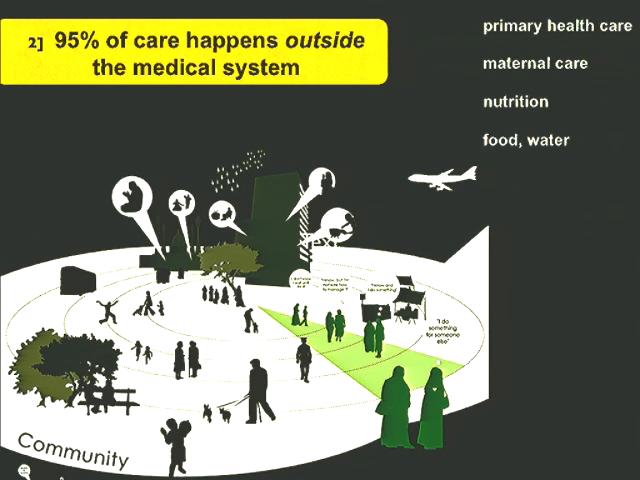 2] 95% of care happens outside
the medical system
primary health care
maternal care
nutrition
food, water
"I do
something
for someone
else"
Community